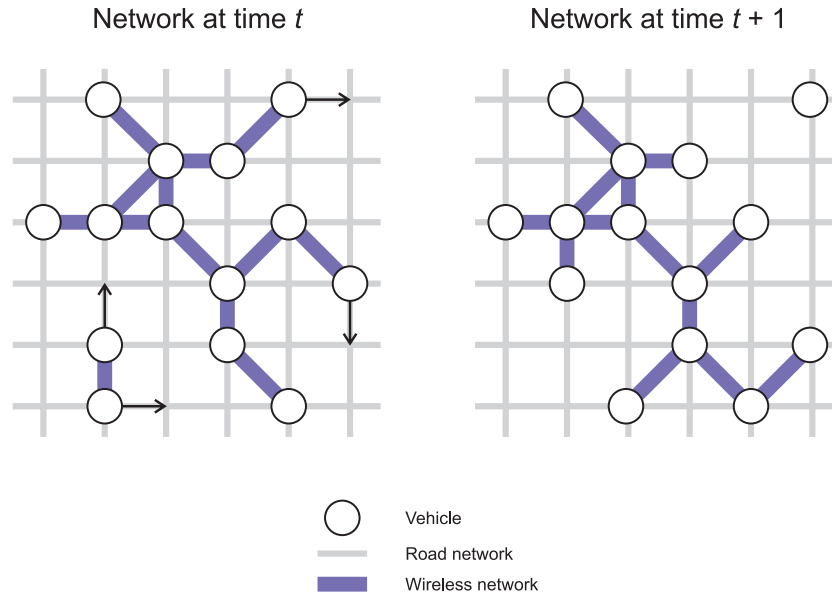 Network at time t
Network at time t + 1
Vehicle
Road network
Wireless network